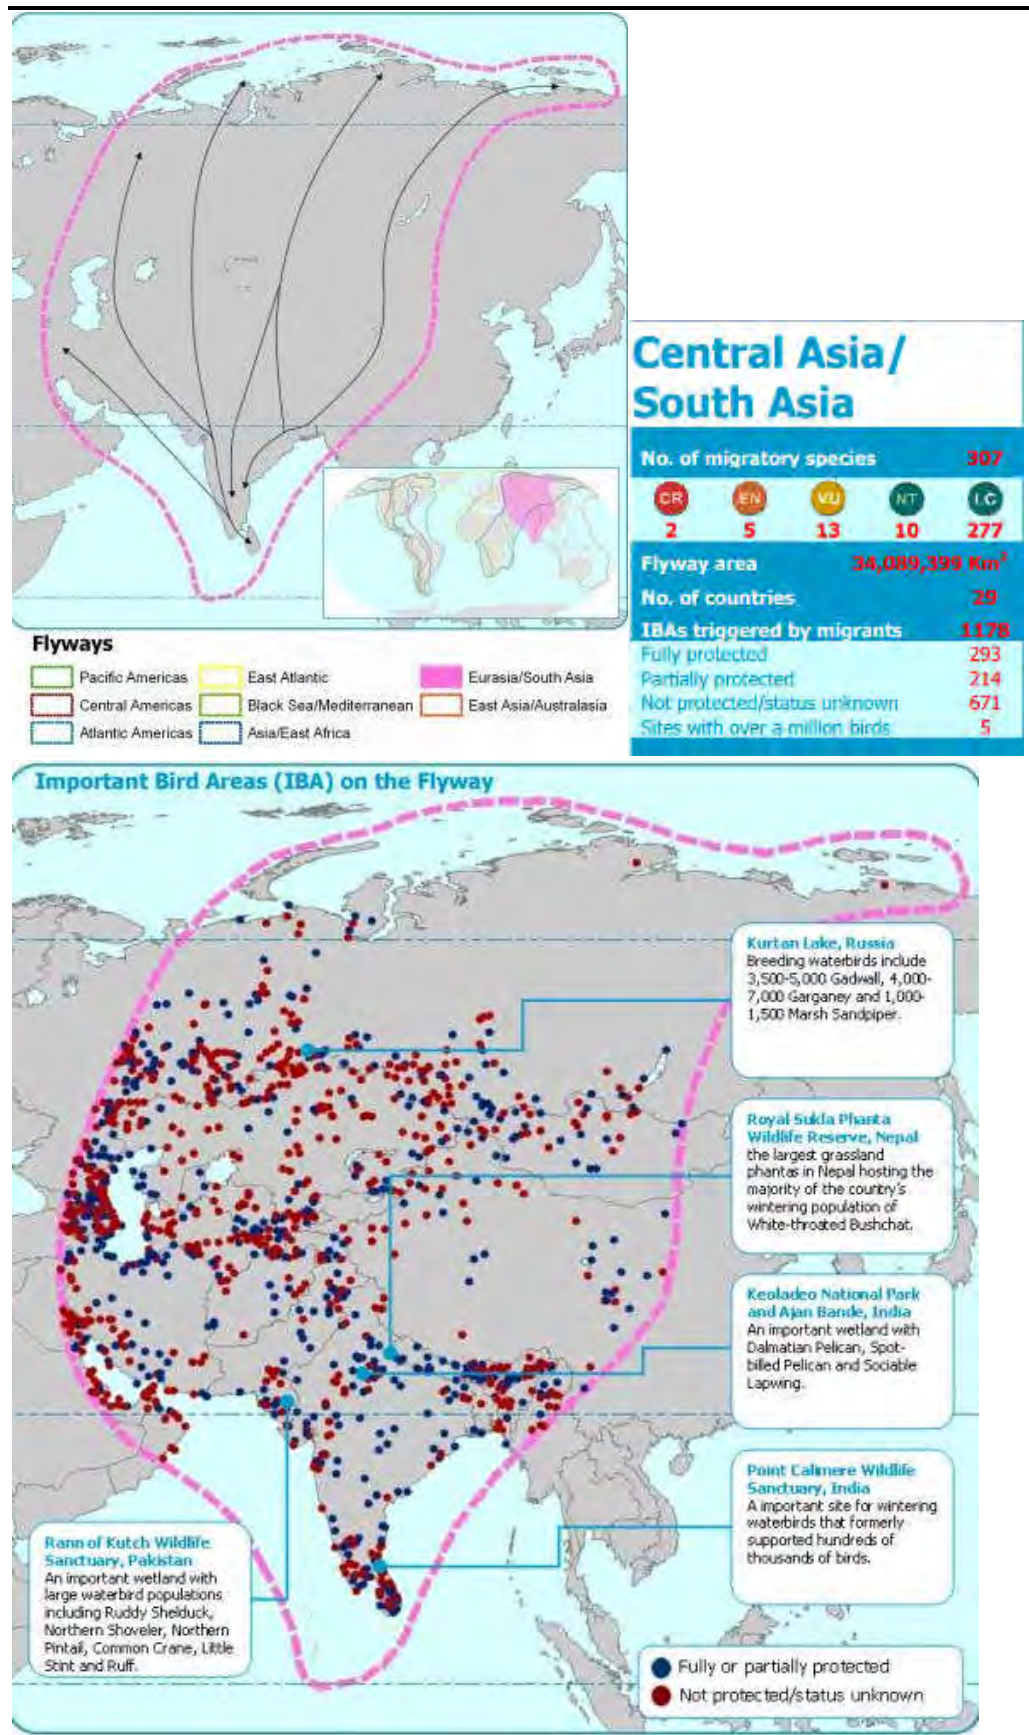 Central Asia/
South Asia
No. of migratory species 307
CR EN VU NT LC
2 5 13 10 277
Flyway area 34,089,399 Km²
No. of countries 29
IBAs triggered by migrants 1178
Fully protected 293
Partially protected 214
Not protected/status unknown 671
Sites with over a million birds 5
Flyways
Pacific Americas
East Atlantic
Eurasia/South Asia
Central Americas
Black Sea/Mediterranean
East Asia/Australasia
Atlantic Americas
Asia/East Africa
Important Bird Areas (IBA) on the Flyway
Kurtan Lake, Russia
Breeding waterbirds include
3,500-5,000 Gadwall, 4,000-
7,000 Garganey and 1,000-
1,500 Marsh Sandpiper.
Royal Sukla Phanta
Wildlife Reserve, Nepal
the largest grassland
phantas in Nepal hosting the
majority of the country's
wintering population of
White-throated Bushchat.
Keoladeo National Park
and Ajan Bande, India
An important wetland with
Dalmatian Pelican, Spot-
billed Pelican and Sociable
Lapwing.
Point Calimere Wildlife
Sanctuary, India
A important site for wintering
waterbirds that formerly
supported hundreds of
thousands of birds.
Rann of Kutch Wildlife
Sanctuary, Pakistan
An important wetland with
large waterbird populations
including Ruddy Shelduck,
Northern Shoveler, Northern
Pintail, Common Crane, Little
Stint and Ruff.
Fully or partially protected
Not protected/status unknown